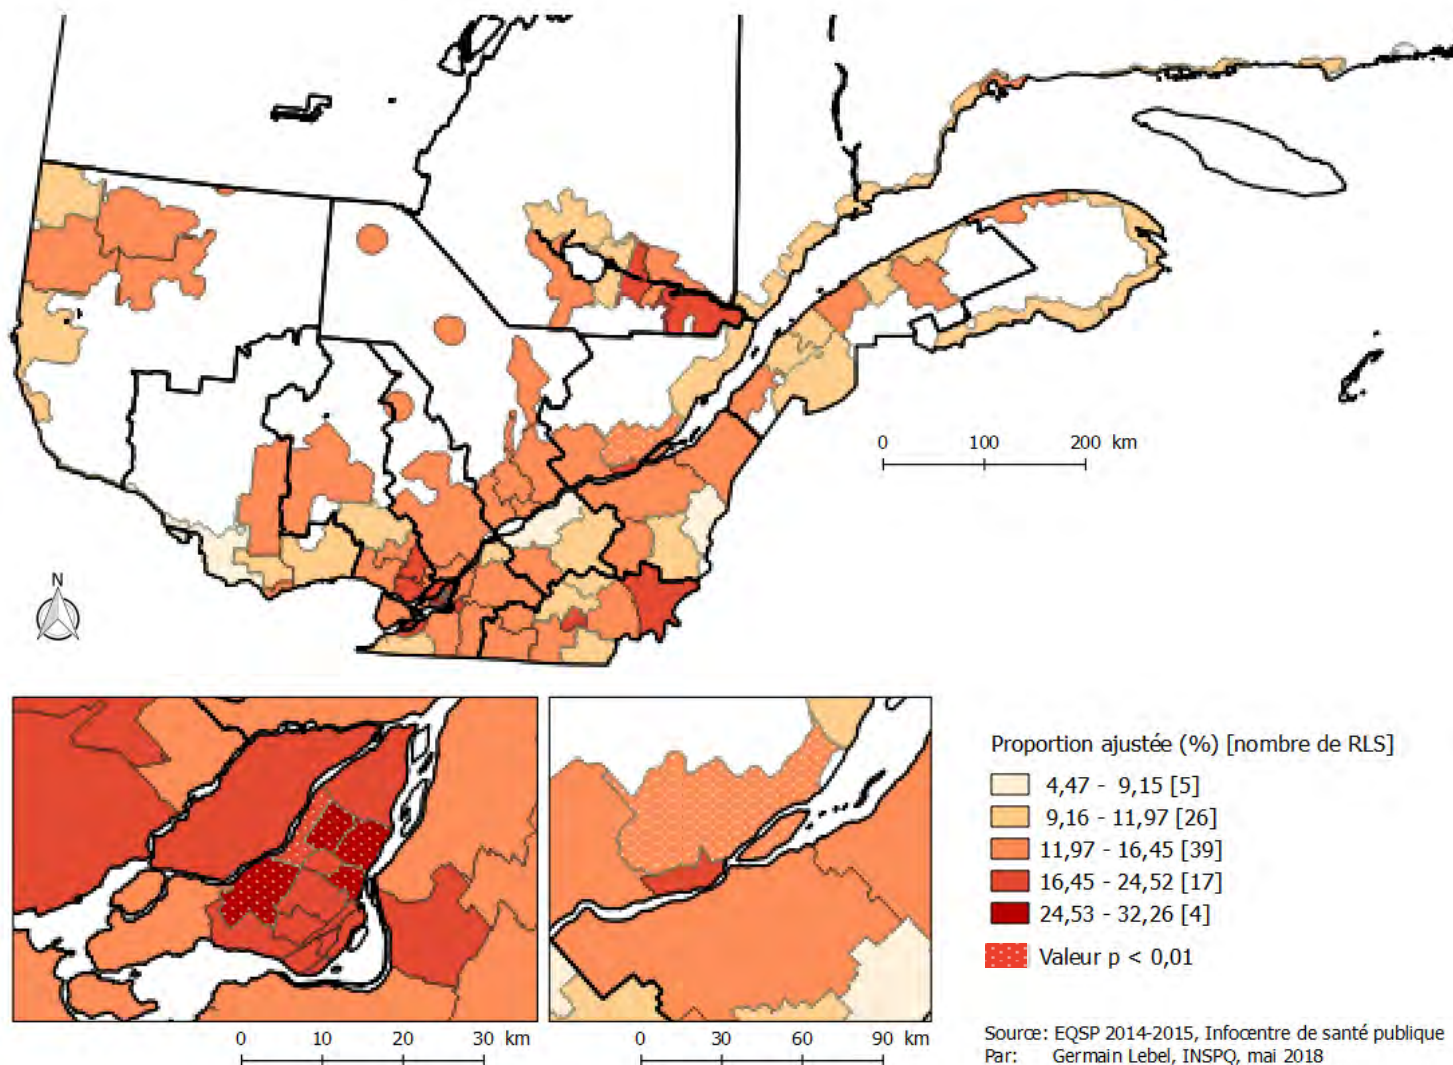 0 100 200 km
N
Proportion ajustée (%) [nombre de RLS]
4,47 - 9,15 [5]
9,16 - 11,97 [26]
11,97 - 16,45 [39]
16,45 - 24,52 [17]
24,53 - 32,26 [4]
Valeur p < 0,01
0 10 20 30 km
0 30 60 90 km
Source: EQSP 2014-2015, Infocentre de santé publique
Par: Germain Lebel, INSPQ, mai 2018